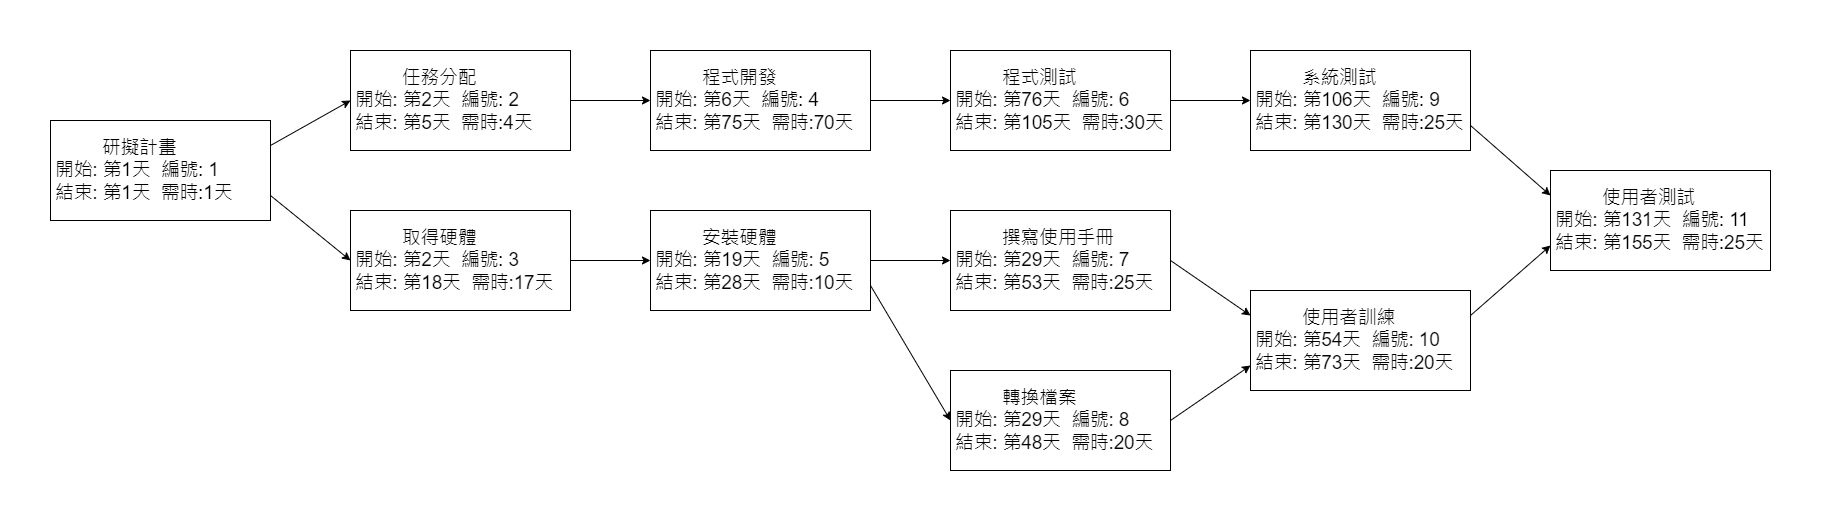 研擬計畫
開始: 第1天 編號: 1
結束: 第1天 需時:1天
任務分配
開始: 第2天 編號: 2
結束: 第5天 需時:4天
程式開發
開始: 第6天 編號: 4
結束: 第75天 需時:70天
程式測試
開始: 第76天 編號: 6
結束: 第105天 需時:30天
系統測試
開始: 第106天 編號: 9
結束: 第130天 需時:25天
取得硬體
開始: 第2天 編號: 3
結束: 第18天 需時:17天
安裝硬體
開始: 第19天 編號: 5
結束: 第28天 需時:10天
撰寫使用手冊
開始: 第29天 編號: 7
結束: 第53天 需時:25天
轉換檔案
開始: 第29天 編號: 8
結束: 第48天 需時:20天
使用者訓練
開始: 第54天 編號: 10
結束: 第73天 需時:20天
使用者測試
開始: 第131天 編號: 11
結束: 第155天 需時:25天